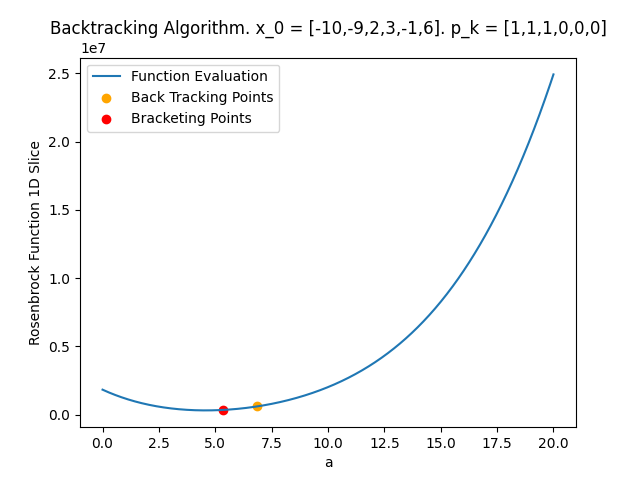 Backtracking Algorithm. x_0 = [-10,-9,2,3,-1,6]. p_k = [1,1,1,0,0,0]
1e7
Function Evaluation
Back Tracking Points
Bracketing Points
2.5
2.0
1.5
1.0
0.5
0.0
Rosenbrock Function 1D Slice
0.0 2.5 5.0 7.5 10.0 12.5 15.0 17.5 20.0
a